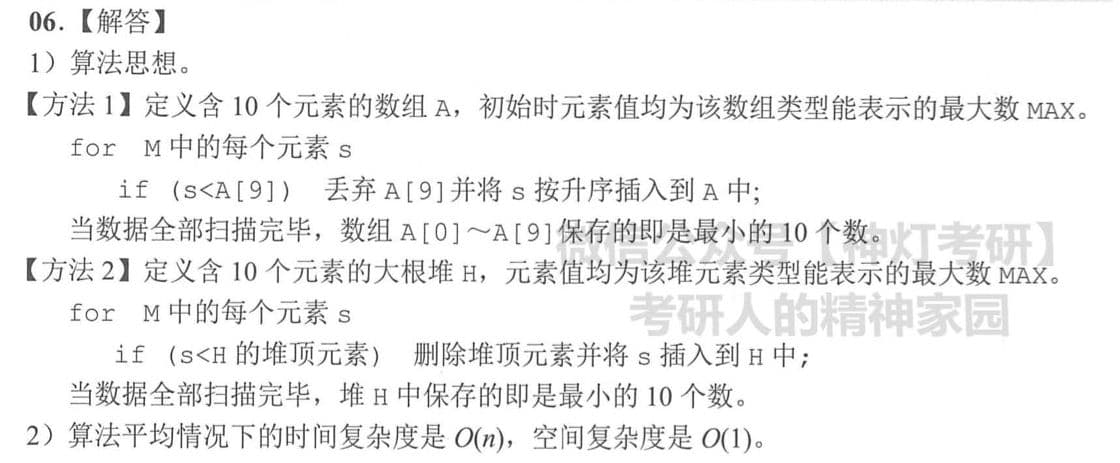 06.【解答】
1）算法思想。
【方法 1】定义含 10 个元素的数组 A，初始时元素值均为该数组类型能表示的最大数 MAX。
for M 中的每个元素 s
if (s<A[9]) 丢弃 A[9]并将 s 按升序插入到 A 中;
当数据全部扫描完毕，数组 A[0]～A[9]保存的即是最小的 10 个数。
微信公众号【神灯考研】
【方法 2】定义含 10 个元素的大根堆 H，元素值均为该堆元素类型能表示的最大数 MAX。
考研人的精神家园
for M 中的每个元素 s
if (s<H 的堆顶元素) 删除堆顶元素并将 s 插入到 H 中;
当数据全部扫描完毕，堆 H 中保存的即是最小的 10 个数。
2）算法平均情况下的时间复杂度是 O(n)，空间复杂度是 O(1)。